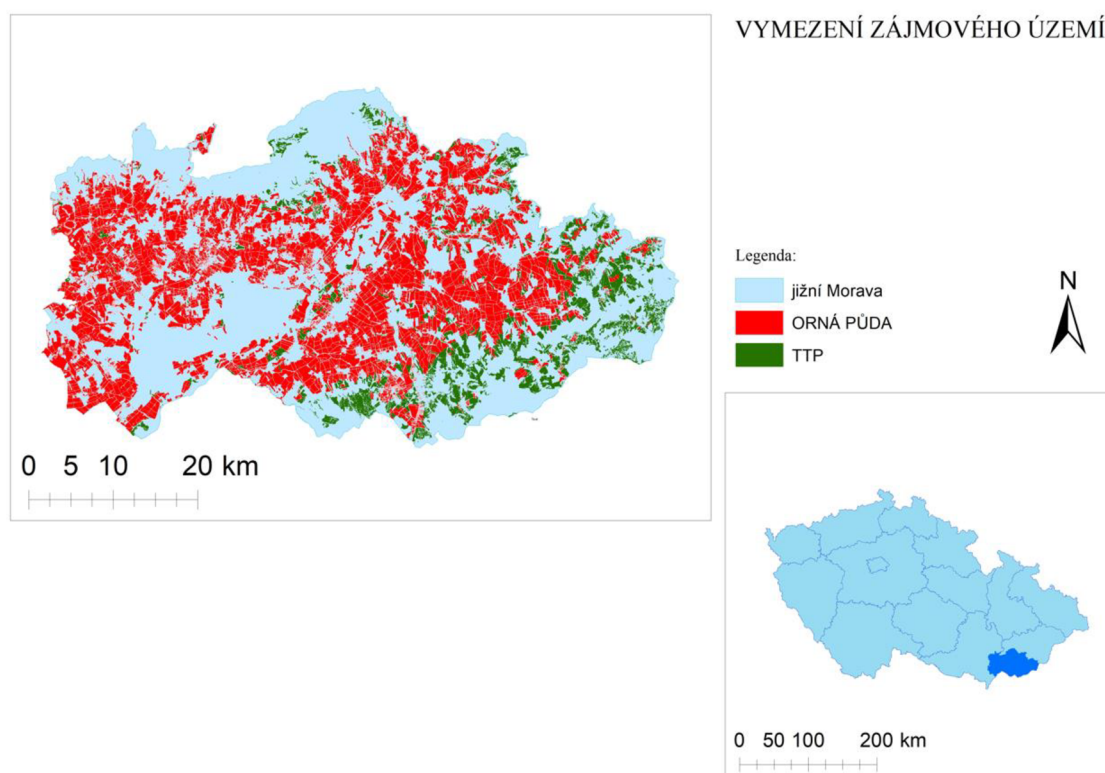 VYMEZENÍ ZÁJMOVÉHO ÚZEMÍ
Legenda:
jižní Morava
ORNÁ PŮDA
TTP
N
0 5 10 20 km
0 50 100 200 km